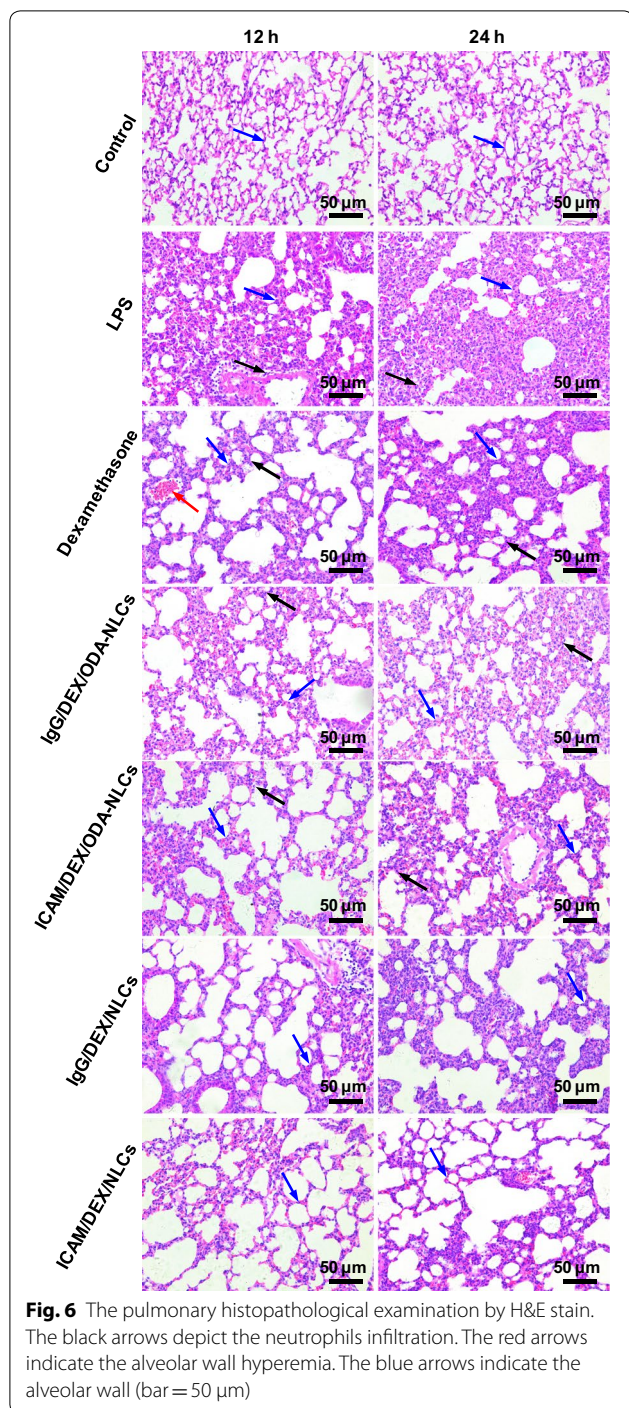 12 h 24 h
Control
50 µm 50 µm
LPS
50 µm 50 µm
Dexamethasone
50 µm 50 µm
IgG/DEX/ODA-NLCs
50 µm 50 µm
ICAM/DEX/ODA-NLCs
50 µm 50 µm
IgG/DEX/NLCs
50 µm 50 µm
ICAM/DEX/NLCs
50 µm 50 µm
Fig. 6 The pulmonary histopathological examination by H&E stain.
The black arrows depict the neutrophils infiltration. The red arrows
indicate the alveolar wall hyperemia. The blue arrows indicate the
alveolar wall (bar = 50 µm)